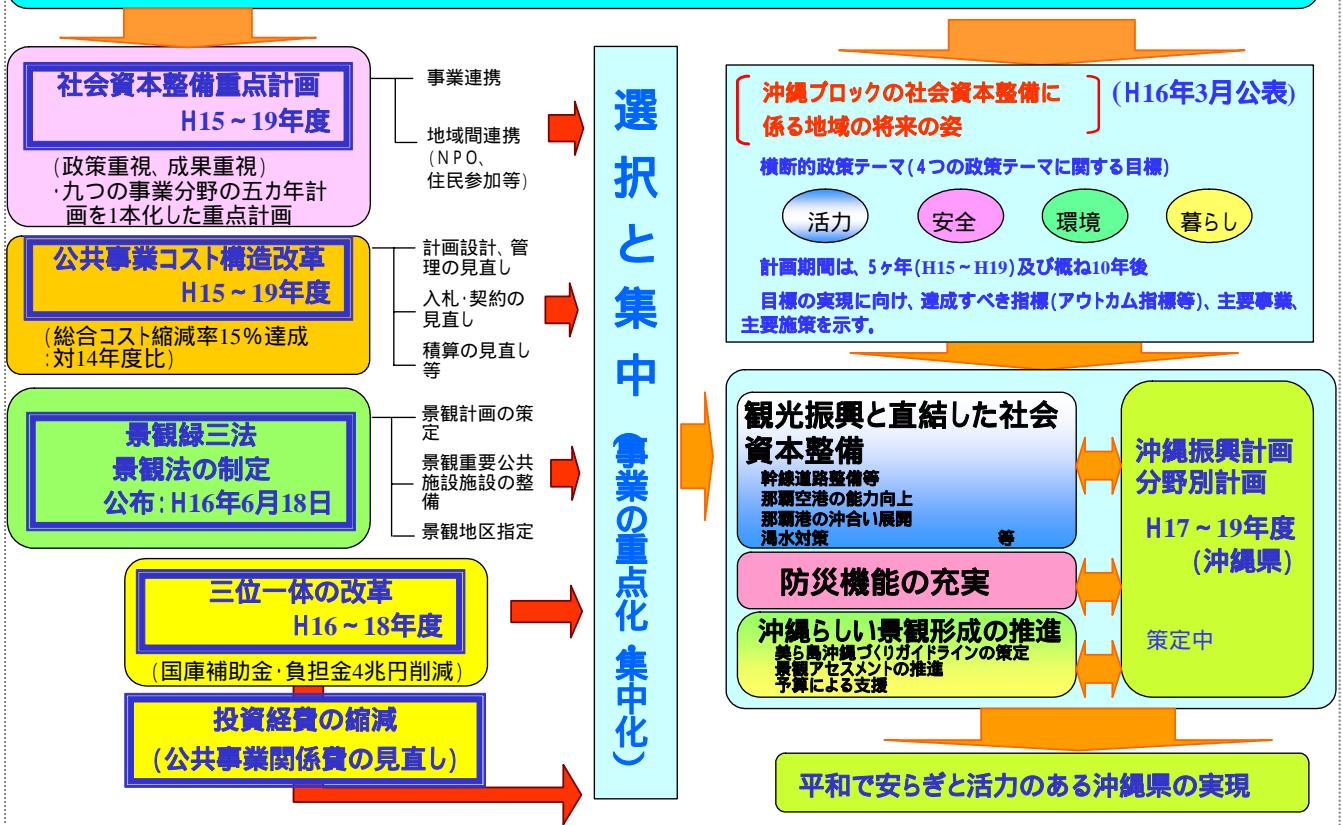 社会資本整備重点計画
H15~19年度
(政策重視、成果重視)
・九つの事業分野の五カ年計
画を1本化した重点計画
事業連携
地域間連携
(NPO、
住民参加等)
公共事業コスト構造改革
H15~19年度
(総合コスト縮減率15%達成
:対14年度比)
計画設計、管
理の見直し
入札・契約の
見直し
積算の見直し
等
景観緑三法
景観法の制定
公布:H16年6月18日
景観計画の策
定
景観重要公共
施設施設の整
備
景観地区指定
三位一体の改革
H16~18年度
(国庫補助金・負担金4兆円削減)
投資経費の縮減
(公共事業関係費の見直し)
選択と集中(事業の重点化・集中化)
沖縄ブロックの社会資本整備に
係る地域の将来の姿
(H16年3月公表)
横断的政策テーマ(4つの政策テーマに関する目標)
活力
安全
環境
暮らし
計画期間は、5ヶ年(H15~H19)及び概ね10年後
目標の実現に向け、達成すべき指標(アウトカム指標等)、主要事業、
主要施策を示す。
観光振興と直結した社会
資本整備
幹線道路整備等
那覇空港の能力向上
那覇港の沖合い展開
渇水対策 等
防災機能の充実
沖縄らしい景観形成の推進
美ら島沖縄づくりガイドラインの策定
景観アセスメントの推進
予算による支援
沖縄振興計画
分野別計画
H17~19年度
(沖縄県)
策定中
平和で安らぎと活力のある沖縄県の実現